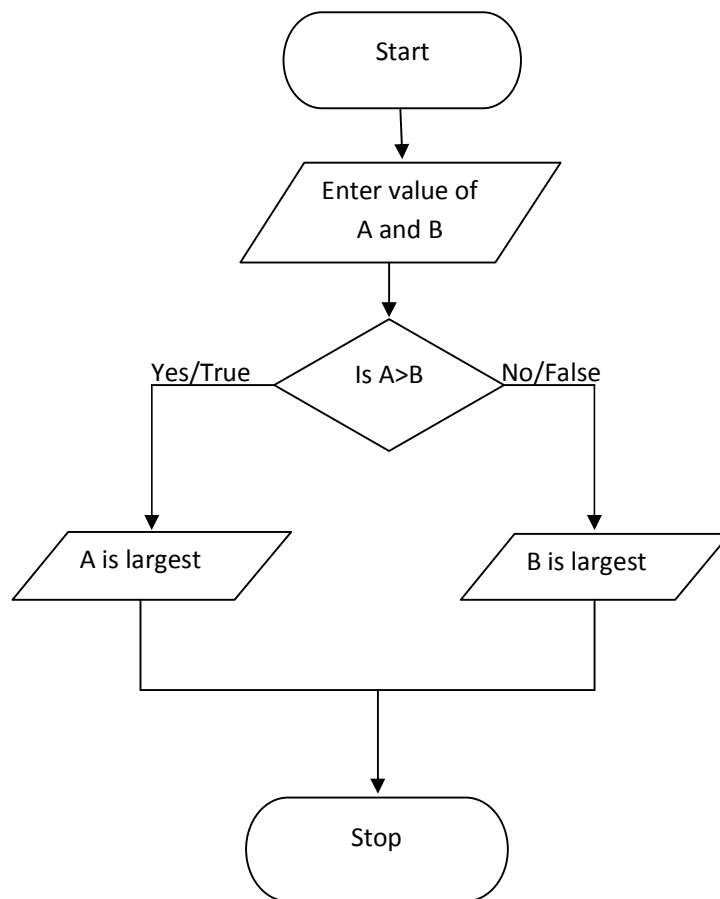 Start
Enter value of
A and B
Is A>B
Yes/True
No/False
A is largest
B is largest
Stop